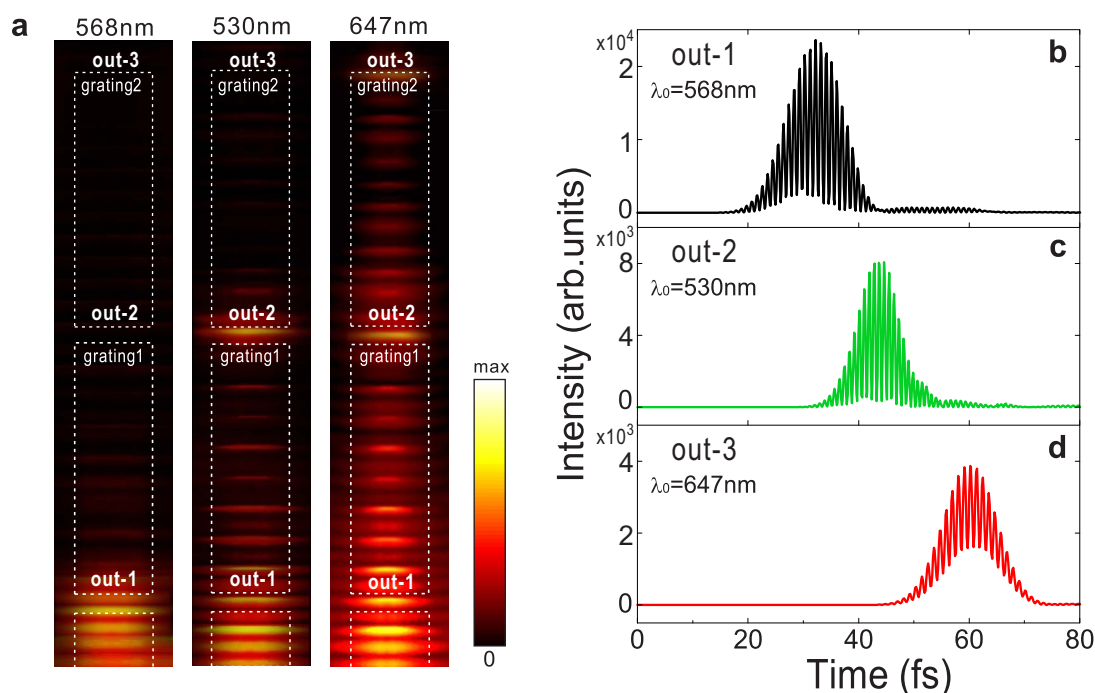 a
568nm 530nm 647nm
out-3 out-3 out-3
grating2 grating2 grating2
out-2 out-2 out-2
grating1 grating1 grating1
out-1 out-1 out-1
max
0
Intensity (arb.units)
x10⁴
2
1
0
out-1
λ₀=568nm
b
x10³
8
4
0
out-2
λ₀=530nm
c
x10³
4
2
0
out-3
λ₀=647nm
d
0 20 40 60 80
Time (fs)